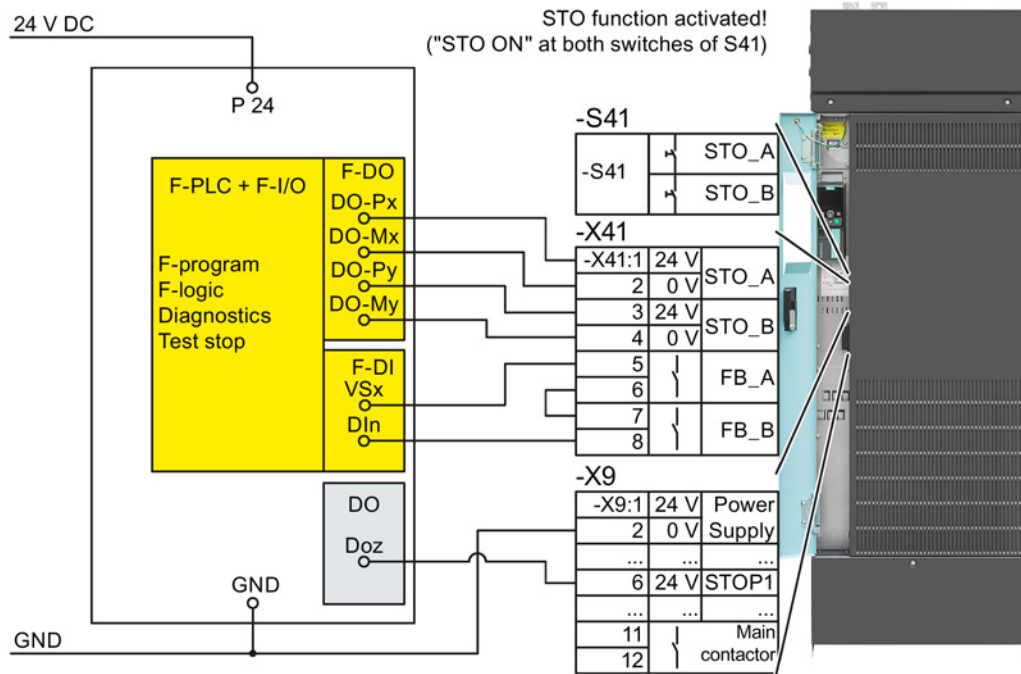 24 V DC
STO function activated!
("STO ON" at both switches of S41)
P 24
F-PLC + F-I/O
F-program
F-logic
Diagnostics
Test stop
F-DO
DO-Px
DO-Mx
DO-Py
DO-My
F-DI
VSx
DIn
DO
Doz
GND
GND
-S41
-S41
STO_A
STO_B
-X41
-X41:1 24 V STO_A
2 0 V
3 24 V STO_B
4 0 V
5 FB_A
6
7 FB_B
8
-X9
-X9:1 24 V Power
2 0 V Supply
... ... ...
6 24 V STOP1
... ... ...
11 Main
12 contactor